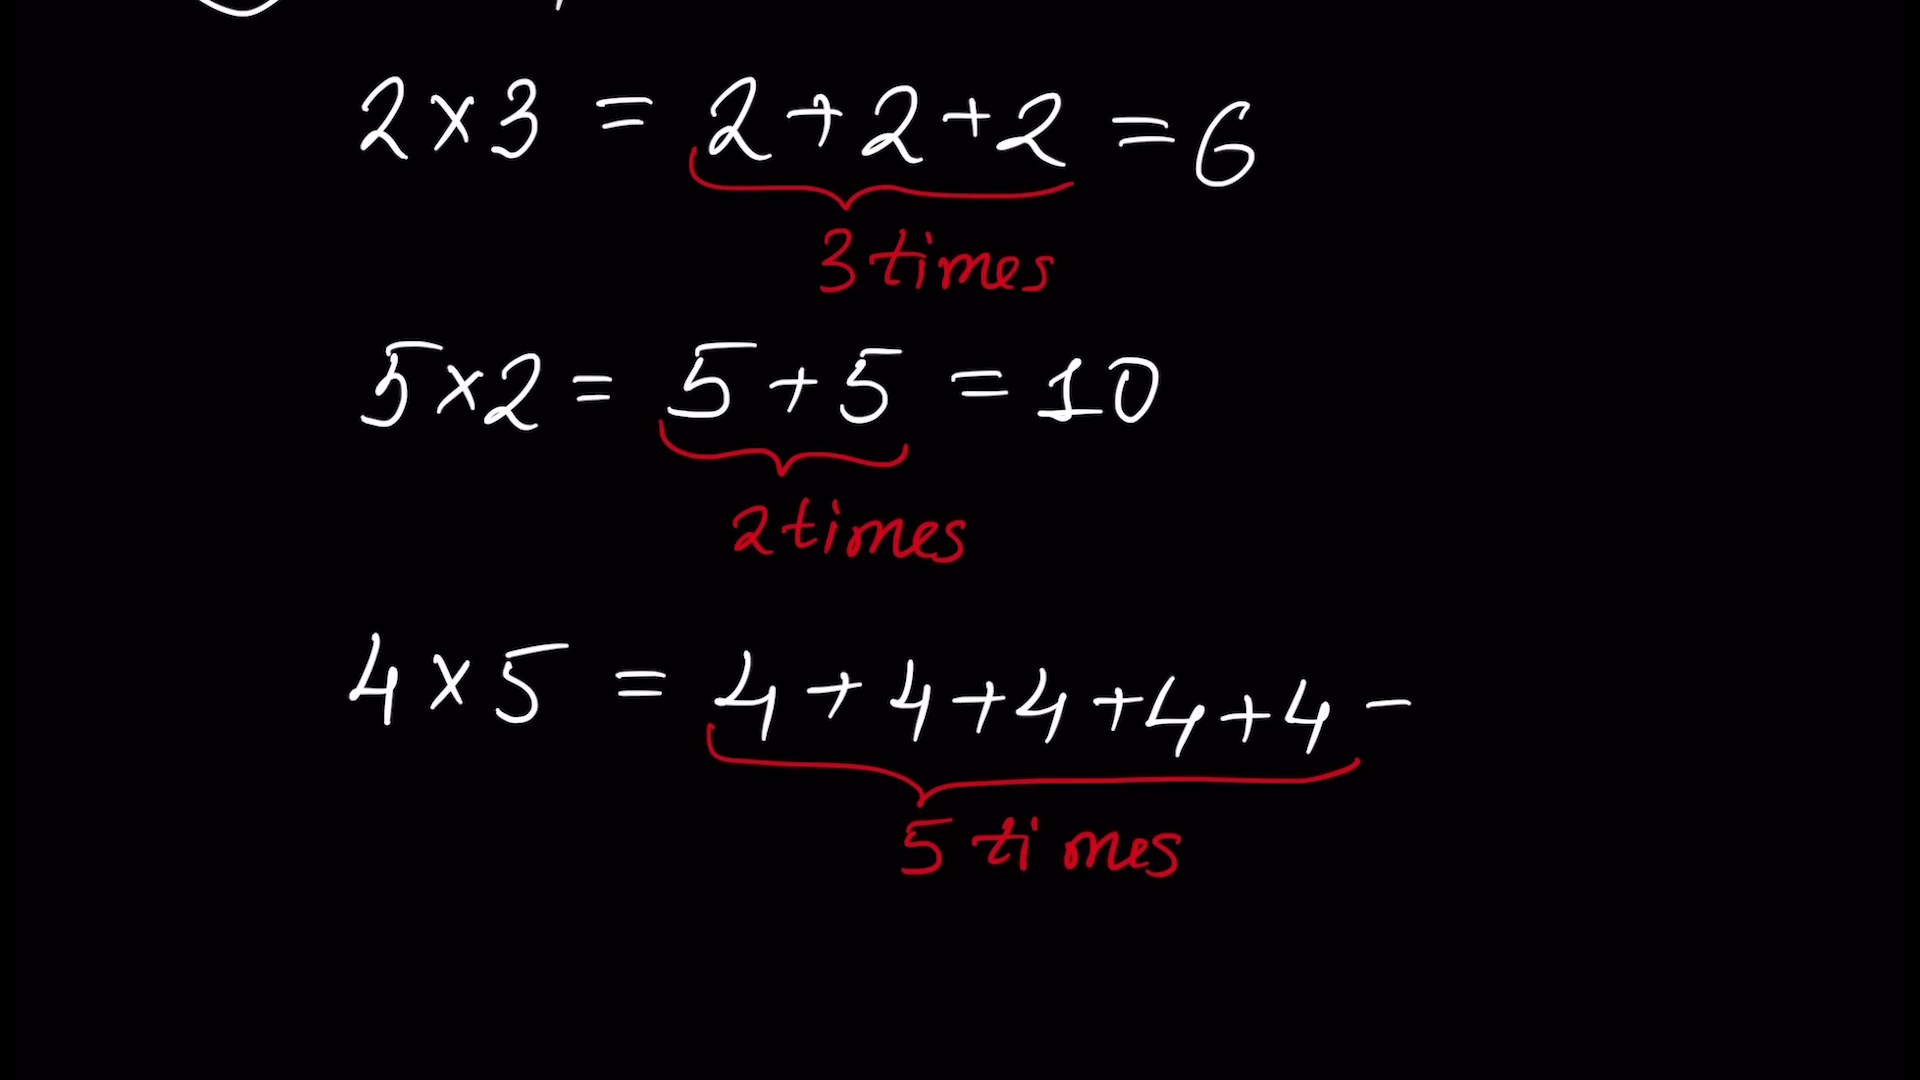 2×3 = 2+2+2 = 6
3 times
5×2 = 5+5 = 10
2 times
4×5 = 4+4+4+4+4 -
5 times